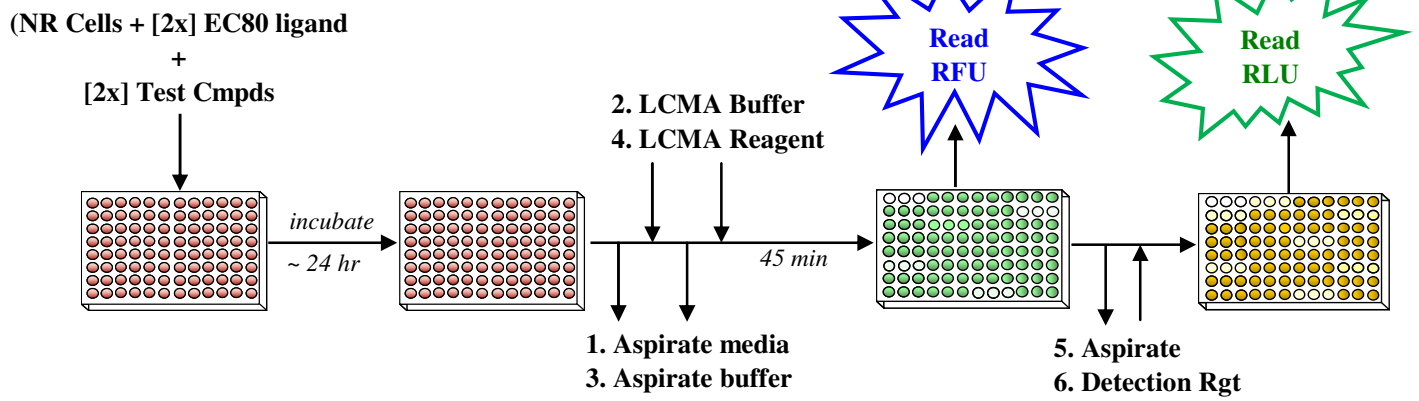 (NR Cells + [2x] EC80 ligand
+
[2x] Test Cmpds
incubate
~ 24 hr
2. LCMA Buffer
4. LCMA Reagent
1. Aspirate media
3. Aspirate buffer
45 min
Read
RFU
5. Aspirate
6. Detection Rgt
Read
RLU